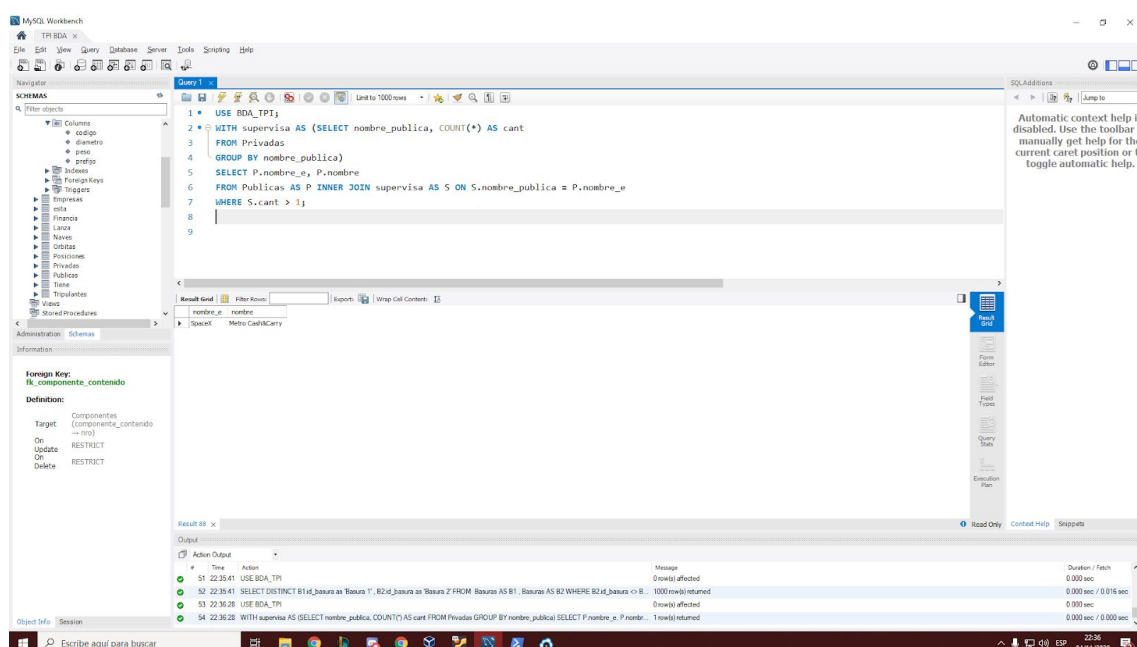 MySQL Workbench
TPI BDA ×
File Edit View Query Database Server Tools Scripting Help
Navigator
SCHEMAS
Filter objects
Columns
codigo
diametro
peso
prefijo
Indexes
Foreign Keys
Triggers
Empresas
esta
Financia
Lanza
Naves
Orbitas
Posiciones
Privadas
Publicas
Tiene
Tripulantes
Views
Stored Procedures
Administration Schemas
Information
Foreign Key:
fk_componente_contenido
Definition:
Target Componentes
(componente_contenido
→ nro)
On
Update RESTRICT
On
Delete RESTRICT
Object Info Session
Query 1 ×
Limit to 1000 rows
1 USE BDA_TPI;
2 WITH supervisa AS (SELECT nombre_publica, COUNT(*) AS cant
3 FROM Privadas
4 GROUP BY nombre_publica)
5 SELECT P.nombre_e, P.nombre
6 FROM Publicas AS P INNER JOIN supervisa AS S ON S.nombre_publica = P.nombre_e
7 WHERE S.cant > 1;
8
9
Result Grid Filter Rows: Export: Wrap Cell Content:
nombre_e nombre
SpaceX Metro Cash&Carry
Result Grid
Form Editor
Field Types
Query Stats
Execution Plan
Result 88 ×
Read Only
SQLAdditions
Jump to
Automatic context help i
disabled. Use the toolbar
manually get help for the
current caret position or t
toggle automatic help.
Context Help Snippets
Output
Action Output
# Time Action Message Duration / Fetch
51 22:35:41 USE BDA_TPI 0 row(s) affected 0.000 sec
52 22:35:41 SELECT DISTINCT B1.id_basura as 'Basura 1', B2.id_basura as 'Basura 2' FROM Basuras AS B1, Basuras AS B2 WHERE B2.id_basura <> B... 1000 row(s) returned 0.000 sec / 0.016 sec
53 22:36:28 USE BDA_TPI 0 row(s) affected 0.000 sec
54 22:36:28 WITH supervisa AS (SELECT nombre_publica, COUNT(*) AS cant FROM Privadas GROUP BY nombre_publica) SELECT P.nombre_e, P.nombr... 1 row(s) returned 0.000 sec / 0.000 sec
Escribe aquí para buscar
ESP 22:36